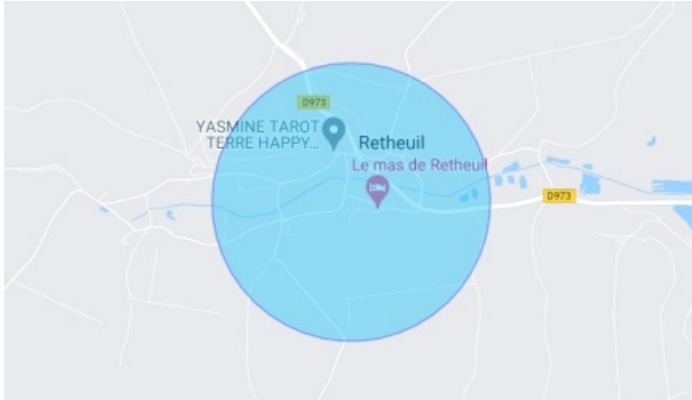 D973
YASMINE TAROT
TERRE HAPPY...
Retheuil
Le mas de Retheuil
D973